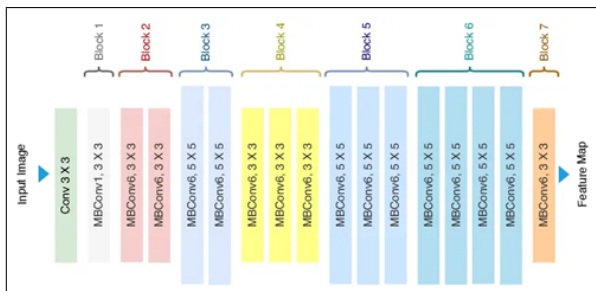 Block 1
Block 2
Block 3
Block 4
Block 5
Block 6
Block 7
Input Image
Conv 3 X 3
MBConv1, 3 X 3
MBConv6, 3 X 3
MBConv6, 3 X 3
MBConv6, 5 X 5
MBConv6, 5 X 5
MBConv6, 3 X 3
MBConv6, 3 X 3
MBConv6, 3 X 3
MBConv6, 5 X 5
MBConv6, 5 X 5
MBConv6, 5 X 5
MBConv6, 5 X 5
MBConv6, 5 X 5
MBConv6, 5 X 5
MBConv6, 5 X 5
MBConv6, 3 X 3
Feature Map